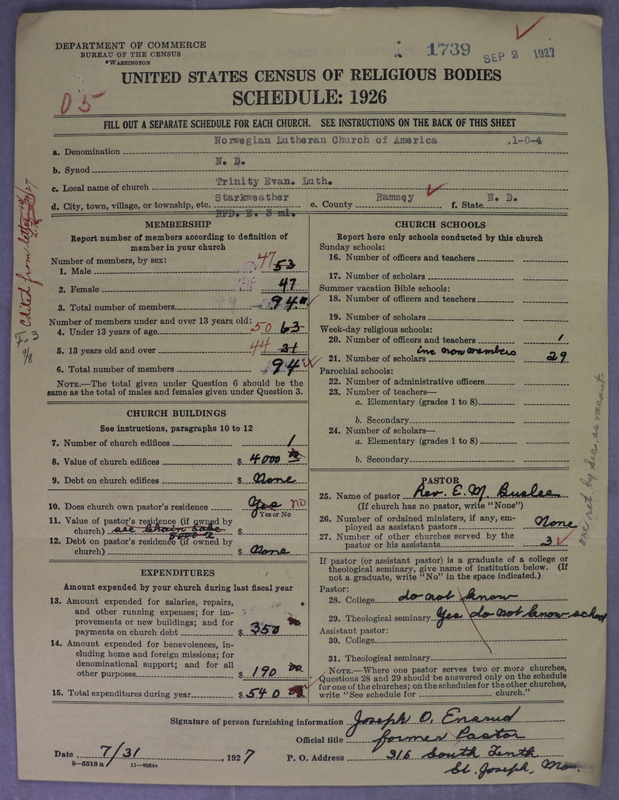 DEPARTMENT OF COMMERCE
BUREAU OF THE CENSUS
WASHINGTON
1739
SEP 2 1927
05
UNITED STATES CENSUS OF RELIGIOUS BODIES
SCHEDULE: 1926
FILL OUT A SEPARATE SCHEDULE FOR EACH CHURCH. SEE INSTRUCTIONS ON THE BACK OF THIS SHEET
a. Denomination Norwegian Lutheran Church of America .1-0-4
b. Synod N. D.
c. Local name of church Trinity Evan. Luth.
d. City, town, village, or township, etc. Starkweather e. County Ramsey f. State N. D.
RFD. E. 3 mi.
MEMBERSHIP
Report number of members according to definition of
member in your church
Number of members, by sex:
1. Male 47 53
2. Female 47
3. Total number of members 94
Number of members under and over 13 years old:
4. Under 13 years of age 50 63
5. 13 years old and over 44 31
6. Total number of members 94
NOTE.—The total given under Question 6 should be the
same as the total of males and females given under Question 3.
CHURCH BUILDINGS
See instructions, paragraphs 10 to 12
7. Number of church edifices 1
8. Value of church edifices $ 4000
9. Debt on church edifices $ None
10. Does church own pastor's residence Yes no
Yes or No
11. Value of pastor's residence (if owned by
church) $
12. Debt on pastor's residence (if owned by
church) $ None
EXPENDITURES
Amount expended by your church during last fiscal year
13. Amount expended for salaries, repairs,
and other running expenses; for im-
provements or new buildings; and for
payments on church debt $ 350
14. Amount expended for benevolences, in-
cluding home and foreign missions; for
denominational support; and for all
other purposes $ 190
15. Total expenditures during year $ 540
CHURCH SCHOOLS
Report here only schools conducted by this church
Sunday schools:
16. Number of officers and teachers
17. Number of scholars
Summer vacation Bible schools:
18. Number of officers and teachers
19. Number of scholars
Week-day religious schools:
20. Number of officers and teachers 1
21. Number of scholars inc nonmembers 29
Parochial schools:
22. Number of administrative officers
23. Number of teachers—
a. Elementary (grades 1 to 8)
b. Secondary
24. Number of scholars—
a. Elementary (grades 1 to 8)
b. Secondary
PASTOR
25. Name of pastor Rev. E. M. Buslee
(If church has no pastor, write "None")
26. Number of ordained ministers, if any, em-
ployed as assistant pastors None
27. Number of other churches served by the
pastor or his assistants 3
If pastor (or assistant pastor) is a graduate of a college or
theological seminary, give name of institution below. (If
not a graduate, write "No" in the space indicated.)
Pastor:
28. College do not know
29. Theological seminary Yes do not know school
Assistant pastor:
30. College
31. Theological seminary
NOTE.—Where one pastor serves two or more churches,
Questions 28 and 29 should be answered only on the schedule
for one of the churches; on the schedules for the other churches,
write "See schedule for church."
Signature of person furnishing information Joseph O. Ensrud
Official title former Pastor
Date 7/31, 1927 P. O. Address 316 South Tenth
St. Joseph, Mo.
8-5318a 11-9954a